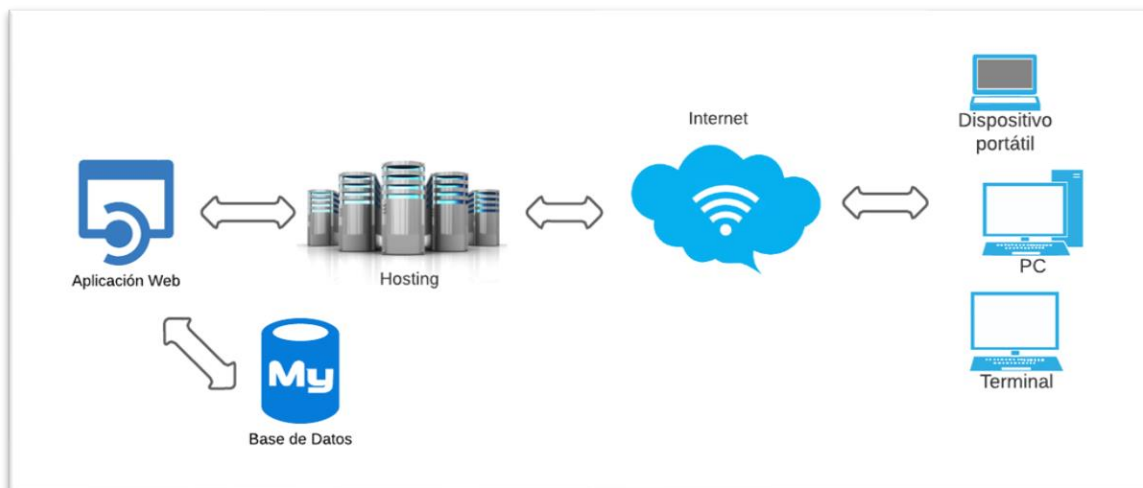 Internet
Dispositivo
portátil
Aplicación Web
Hosting
PC
My
Base de Datos
Terminal